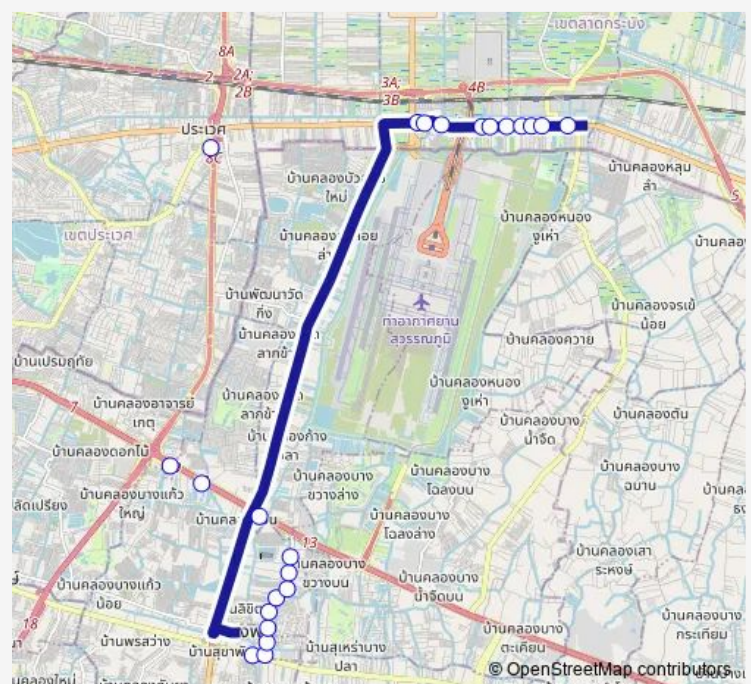 เขตลาดกระบัง
8A
2
2A;
2B
3A;
3B
4B
ประเวศ
8C
บ้านคลองหลุม
ลำ
5
ใหม่
เขตประเวศ
บ้านคลองหนอง
งูเห่า
บ้านพัฒนาวัด
กิ่ง
บ้านคลองจรเข้
น้อย
ท่าอากาศยาน
สุวรรณภูมิ
บ้านคลองควาย
ลากข้
บ้านเปรมฤทัย
บ้านคลองหนอง
งูเห่า
7
บ้านคลองอาจารย์
เกตุ
บ้านคลองบาง
น้ำจืด
บ้านคลองตัน
บ้านคลองดอกไม้
บ้านคลองบาง
ขวางล่าง
บ้านคลองบาง
โฉลงบน
บ้านคลองบาง
ฉบาน
บ้านคลองบางแก้ว
ใหญ่
บ้านคลองบาง
โฉลงล่าง
13
บ้านคลองเสา
ระหงษ์
ขวางบน
บ้านคลองบางแก้ว
น้อย
บ้านคลองบาง
น้ำจืดบน
18
บ้านพรสว่าง
บ้านสุเหร่าบาง
ปลา
บ้านคลองบาง
ตะเคียน
บ้านคลองบาง
กระเทียม
© OpenStreetMap contributors